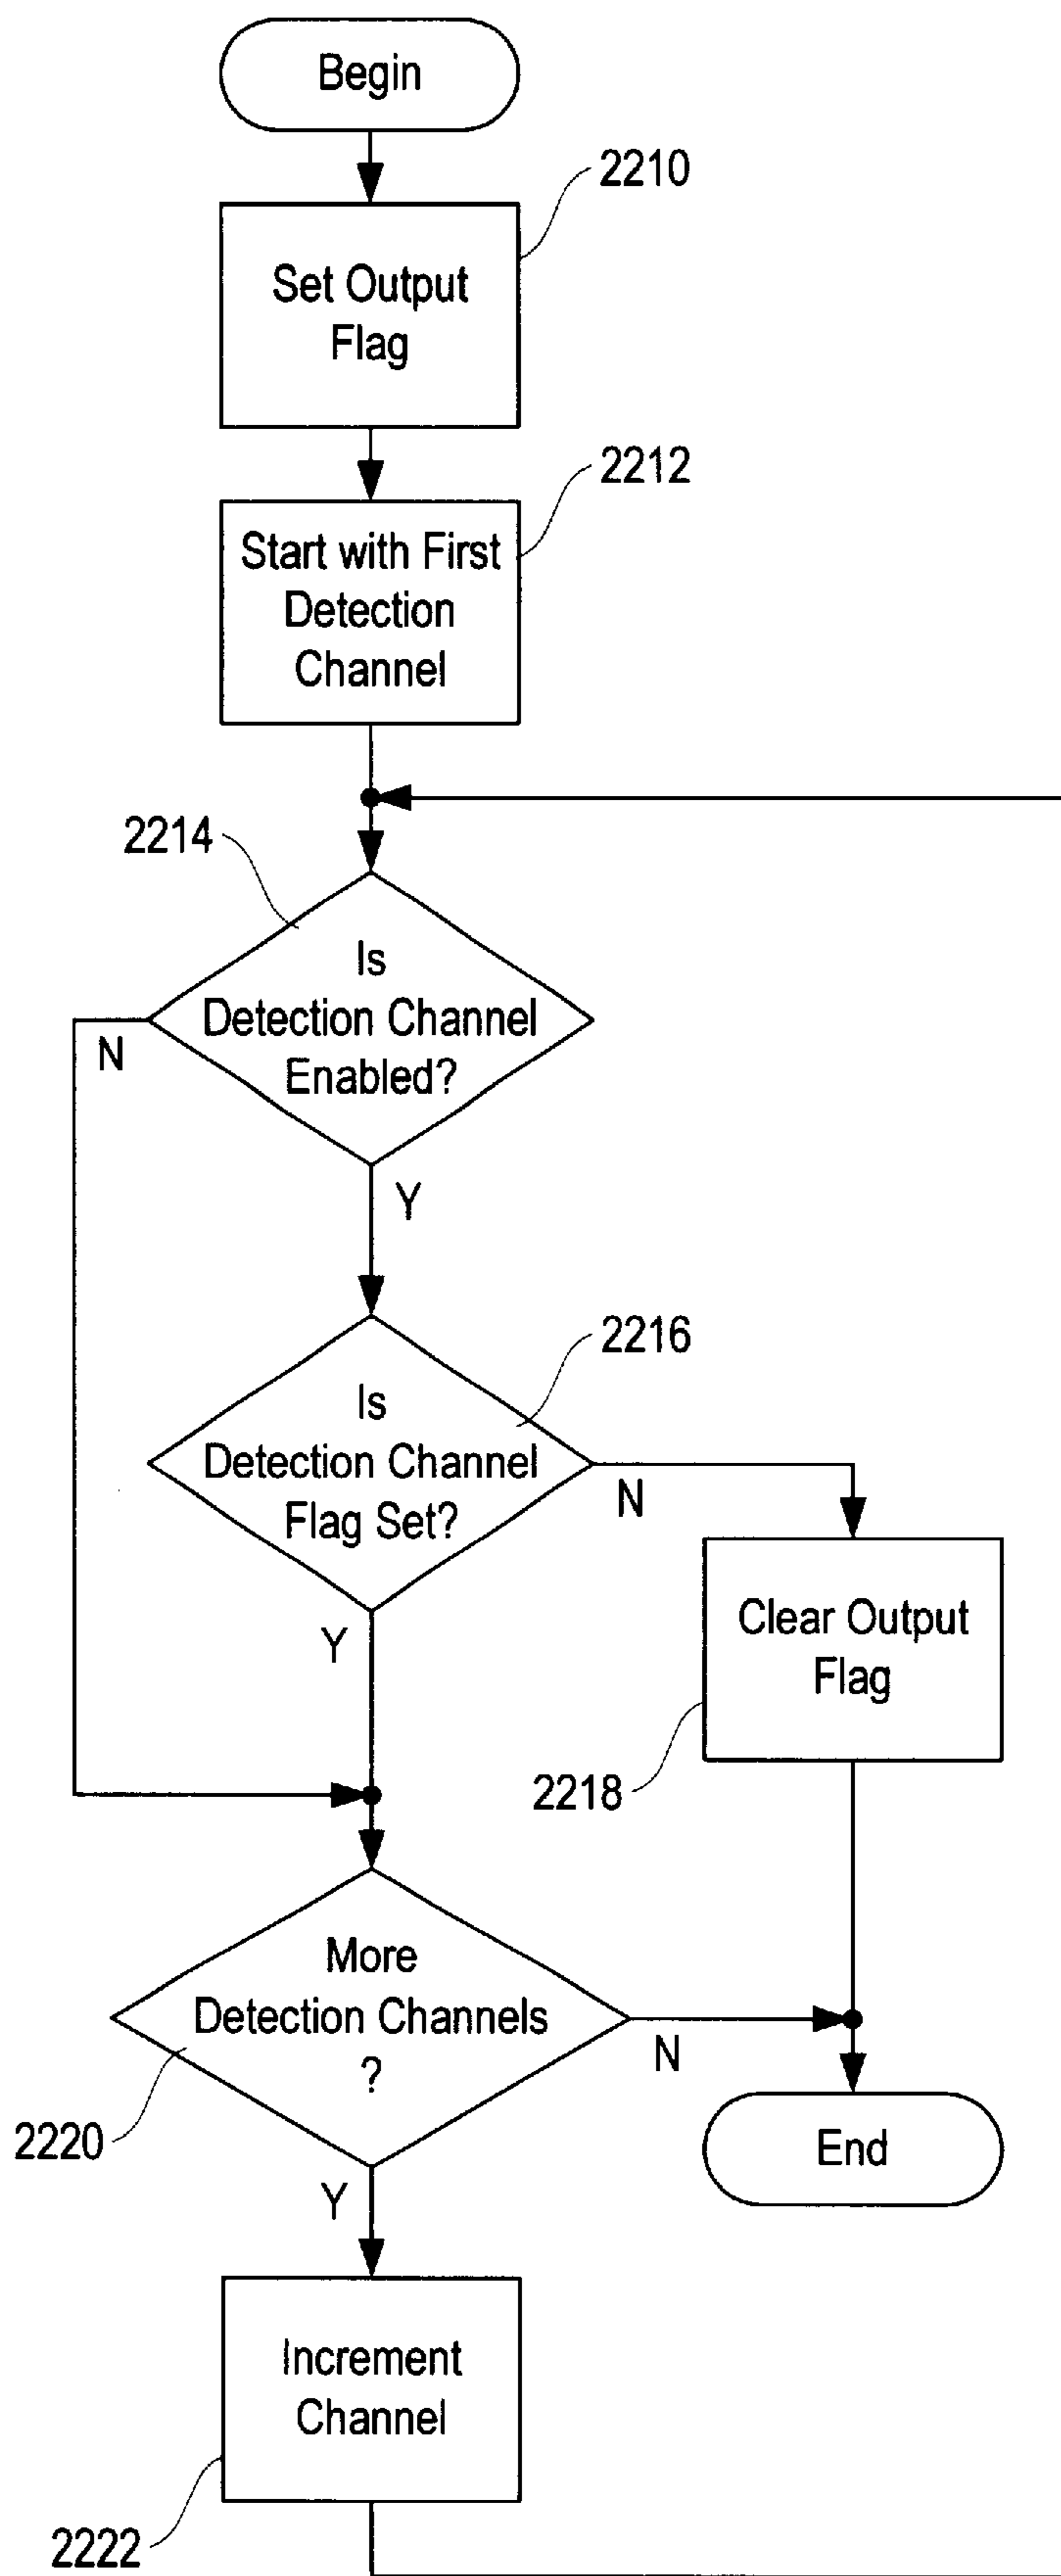 Begin
2210
Set Output
Flag
2212
Start with First
Detection
Channel
2214
Is
Detection Channel
Enabled?
N
Y
2216
Is
Detection Channel
Flag Set?
N
Y
Clear Output
Flag
2218
More
Detection Channels
?
N
2220
Y
End
Increment
Channel
2222